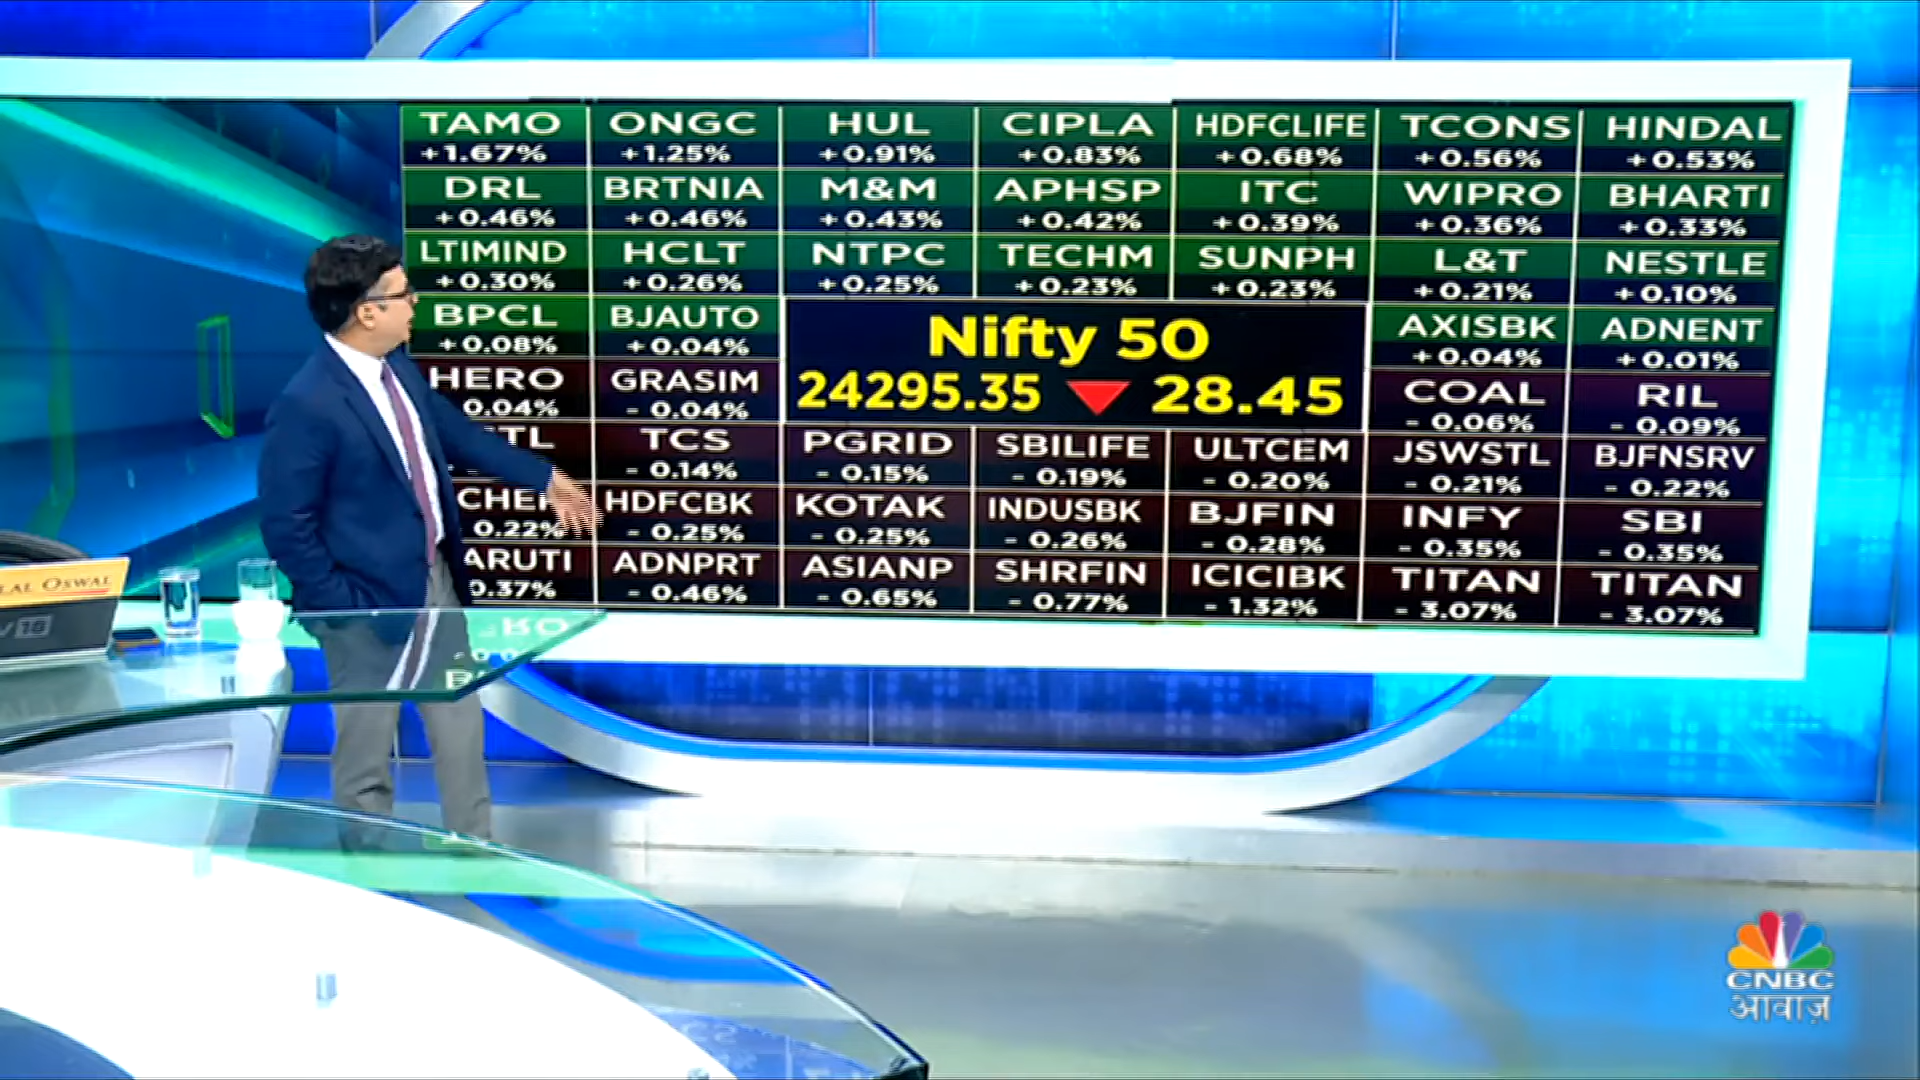 TAMO ONGC HUL CIPLA HDFCLIFE TCONS HINDAL
+1.67% +1.25% +0.91% +0.83% +0.68% +0.56% +0.53%
DRL BRTNIA M&M APHSP ITC WIPRO BHARTI
+0.46% +0.46% +0.43% +0.42% +0.39% +0.36% +0.33%
LTIMIND HCLT NTPC TECHM SUNPH L&T NESTLE
+0.30% +0.26% +0.25% +0.23% +0.23% +0.21% +0.10%
BPCL BJAUTO AXISBK ADNENT
+0.08% +0.04% +0.04% +0.01%
Nifty 50
24295.35 ▼ 28.45
HERO GRASIM COAL RIL
0.04% - 0.04% - 0.06% - 0.09%
TL TCS PGRID SBILIFE ULTCEM JSWSTL BJFNSRV
- 0.14% - 0.15% - 0.19% - 0.20% - 0.21% - 0.22%
CHER HDFCBK KOTAK INDUSBK BJFIN INFY SBI
0.22% - 0.25% - 0.25% - 0.26% - 0.28% - 0.35% - 0.35%
ARUTI ADNPRT ASIANP SHRFIN ICICIBK TITAN TITAN
0.37% - 0.46% - 0.65% - 0.77% - 1.32% - 3.07% - 3.07%
LAL OSWAL
V 18
CNBC
आवाज़